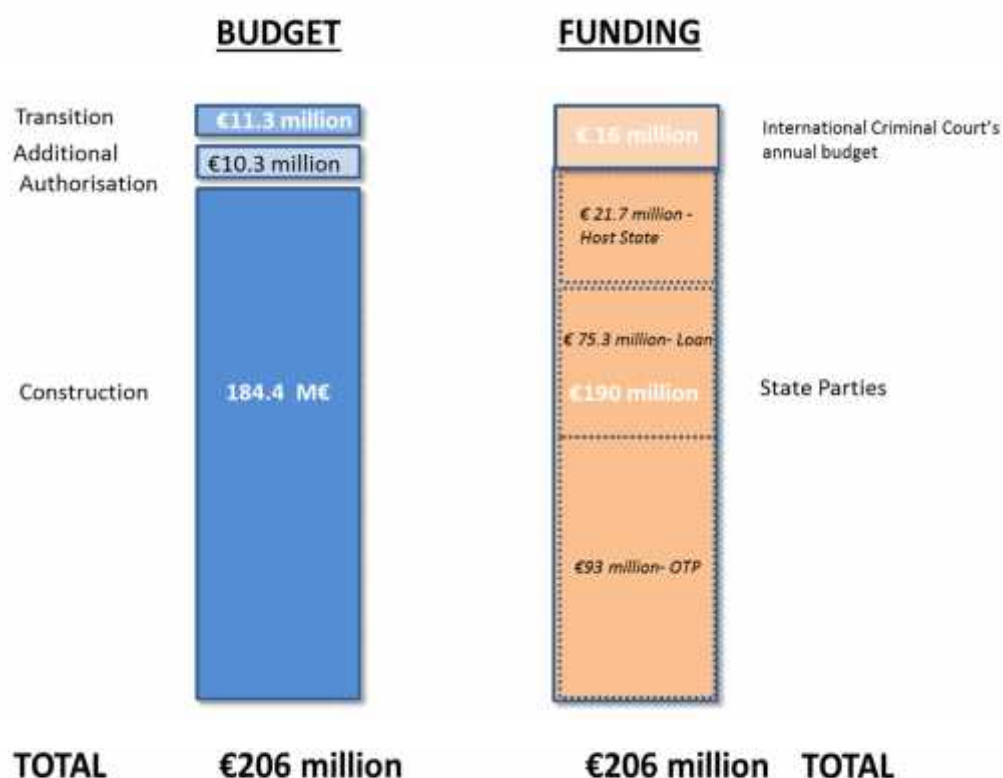 BUDGET
FUNDING
Transition
€11.3 million
Additional
Authorisation
€10.3 million
Construction
184.4 M€
€ 16 million
International Criminal Court's
annual budget
€ 21.7 million -
Host State
€ 75.3 million- Loan
€190 million
State Parties
€93 million- OTP
TOTAL €206 million
€206 million TOTAL